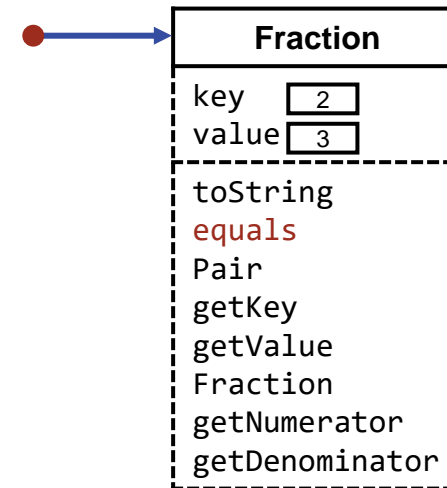 Fraction
key 2
value 3
toString
equals
Pair
getKey
getValue
Fraction
getNumerator
getDenominator